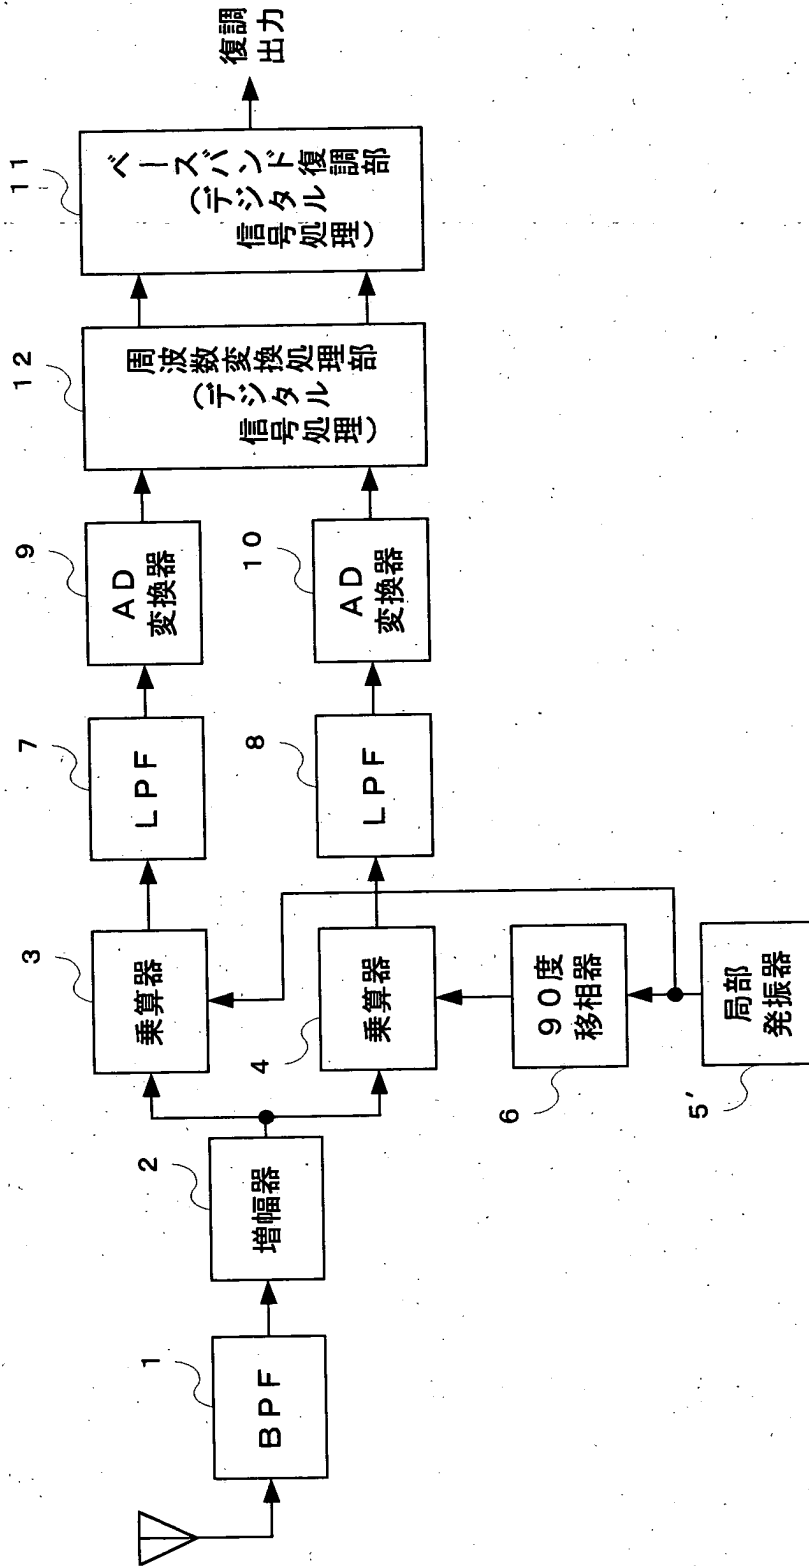 1
BPF
2
増幅器
3
乗算器
4
乗算器
5'
局部
発振器
6
90度
移相器
7
LPF
8
LPF
9
AD
変換器
10
AD
変換器
12
周波数変換処理部
(デジタル
信号処理)
11
ベースバンド復調部
(デジタル
信号処理)
復調
出力